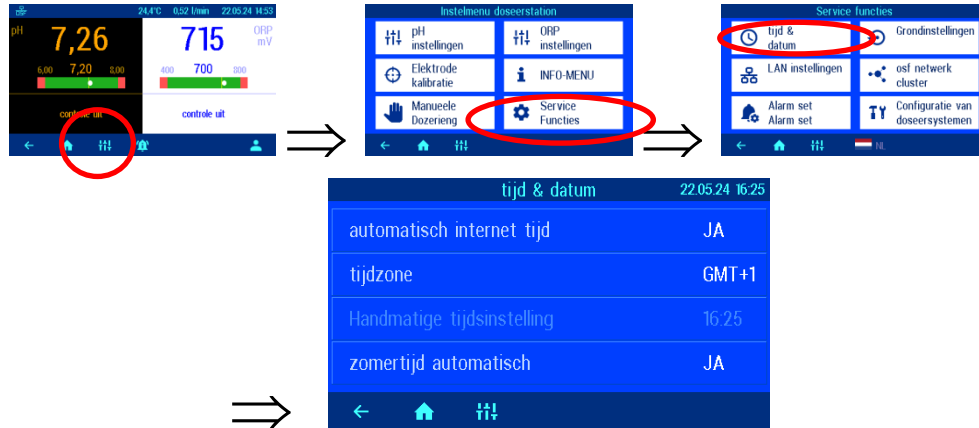 24,4°C 0,52 l/min 22.05.24 14:53
pH 7,26 715 ORP mV
6,00 7,20 8,00 400 700 800
controle uit controle uit
Instelmenu doseerstation
pH instellingen
ORP instellingen
Elektrode kalibratie
INFO-MENU
Manueele Dozierung
Service Functies
Service functies
tijd & datum
Grondinstellingen
LAN instellingen
osf netwerk cluster
Alarm set Alarm set
Configuratie van doseersystemen
NL
tijd & datum 22.05.24 16:25
automatisch internet tijd JA
tijdzone GMT+1
Handmatige tijdsinstelling 16:25
zomertijd automatisch JA